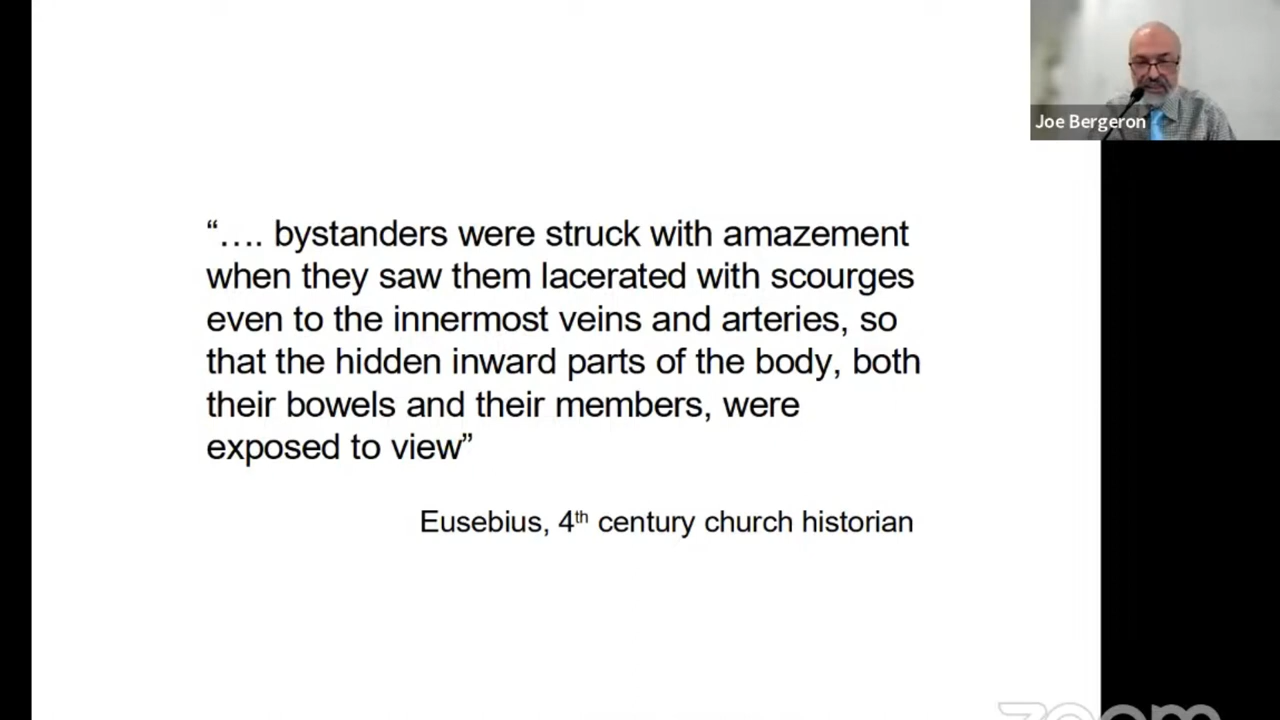 Joe Bergeron
“…. bystanders were struck with amazement
when they saw them lacerated with scourges
even to the innermost veins and arteries, so
that the hidden inward parts of the body, both
their bowels and their members, were
exposed to view”
Eusebius, 4th century church historian
zoom